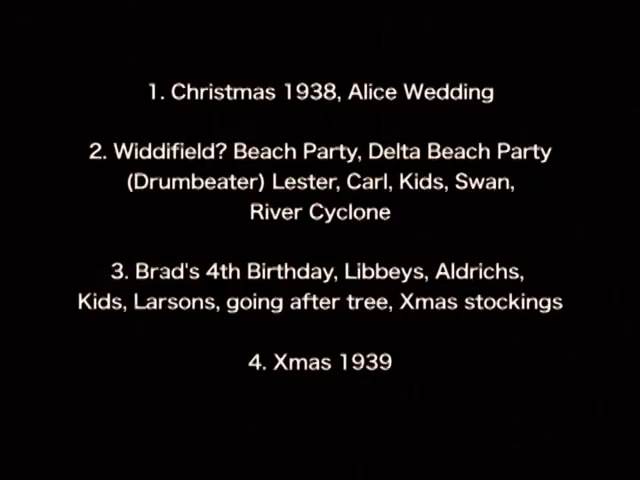 1. Christmas 1938, Alice Wedding
2. Widdifield? Beach Party, Delta Beach Party
(Drumbeater) Lester, Carl, Kids, Swan,
River Cyclone
3. Brad's 4th Birthday, Libbeys, Aldrichs,
Kids, Larsons, going after tree, Xmas stockings
4. Xmas 1939